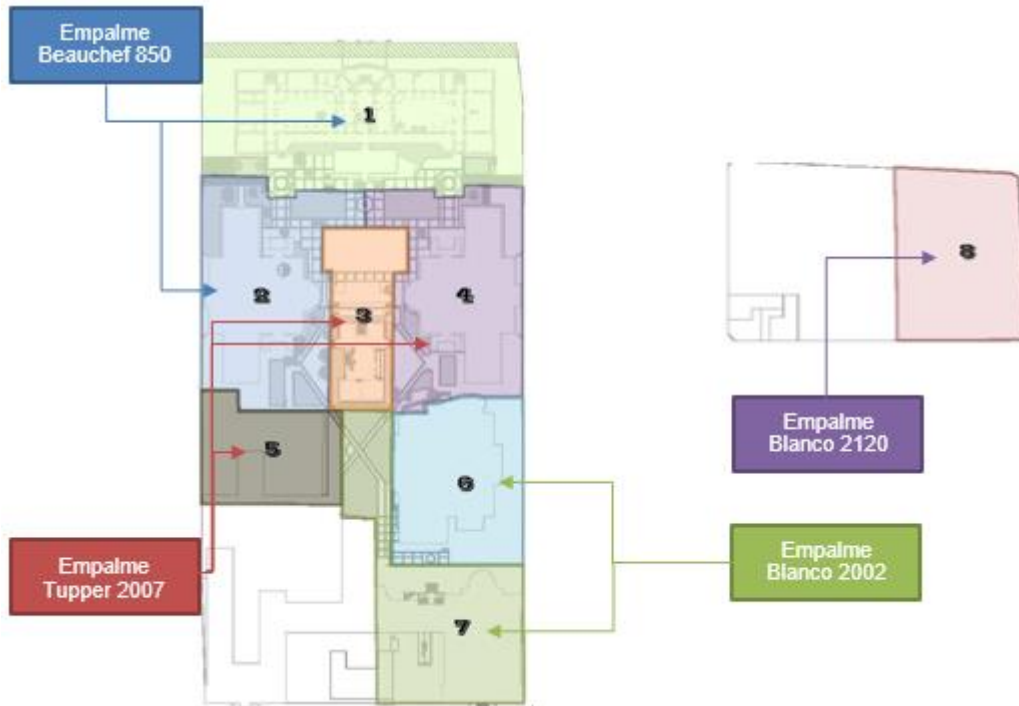 Empalme
Beauchef 850
1
2
3
4
5
6
7
8
Empalme
Blanco 2120
Empalme
Tupper 2007
Empalme
Blanco 2002